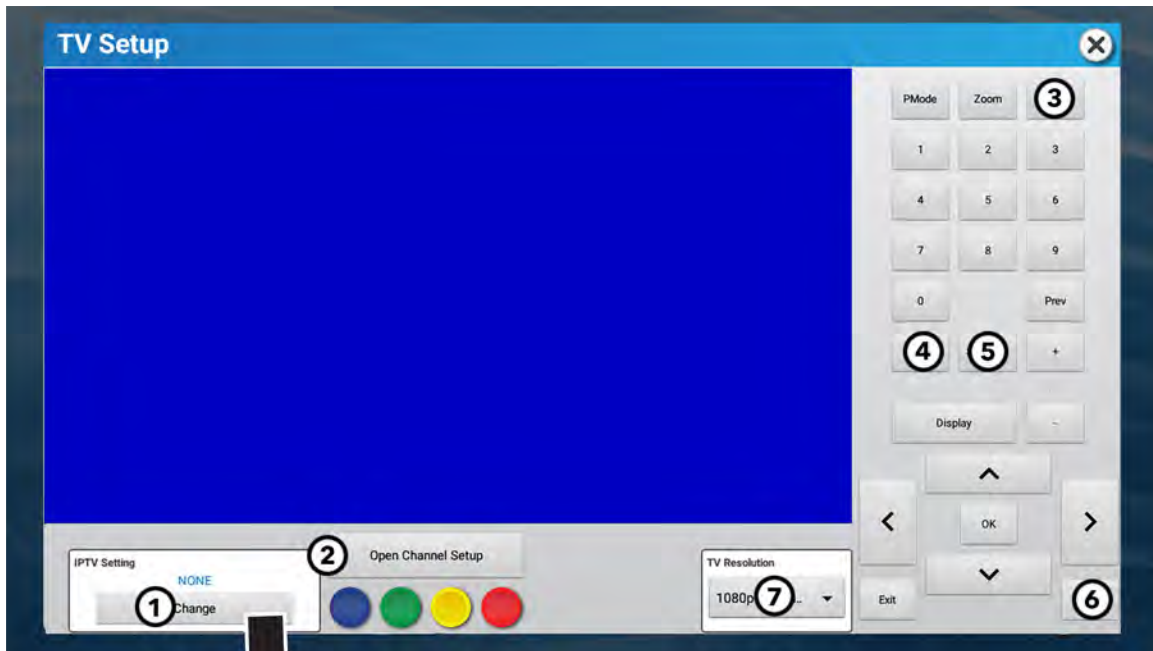 TV Setup
PMode Zoom 3
1 2 3
4 5 6
7 8 9
0 Prev
4 5 +
Display -
OK
2 Open Channel Setup
IPTV Setting
NONE
1 Change
TV Resolution
1080p 7 ..
Exit 6